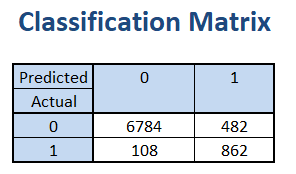 Classification Matrix
Predicted 0 1
Actual
0 6784 482
1 108 862